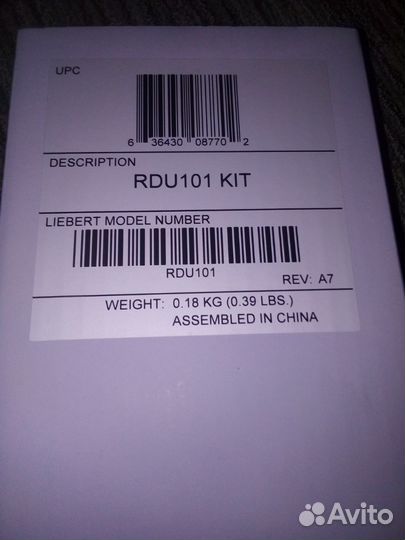 UPC
6 36430 08770 2
DESCRIPTION
RDU101 KIT
LIEBERT MODEL NUMBER
RDU101
REV: A7
WEIGHT: 0.18 KG (0.39 LBS.)
ASSEMBLED IN CHINA
Avito